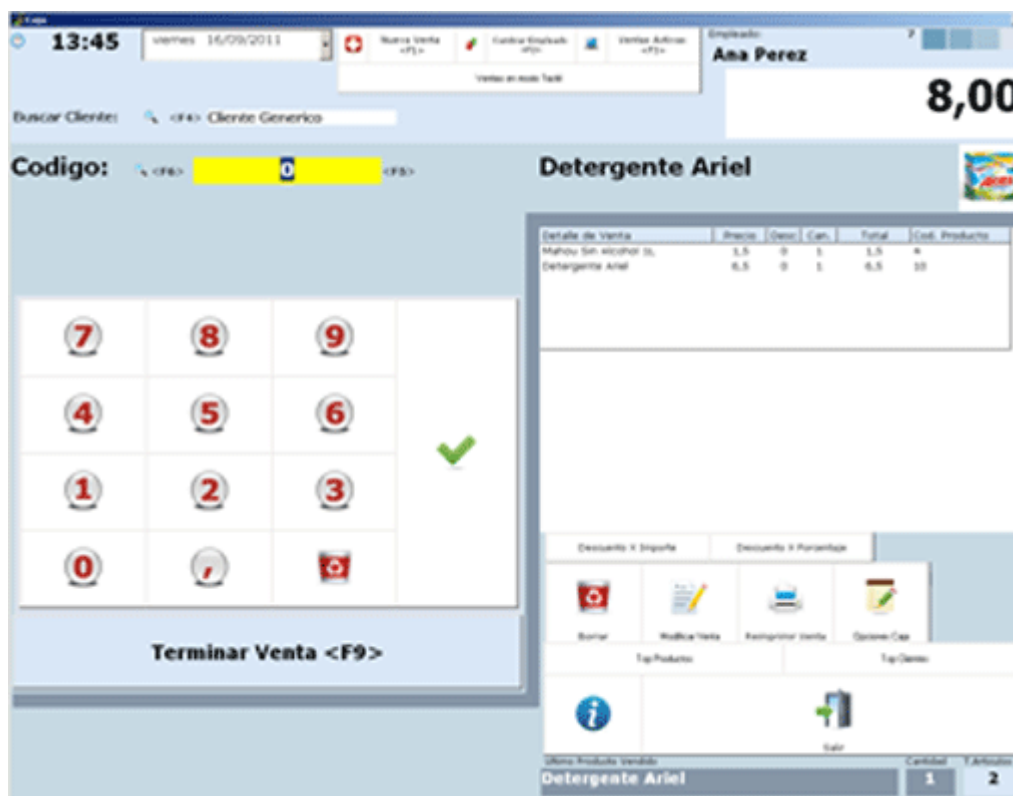 Caja
13:45
viernes 16/09/2011
Nueva Venta
<F1>
Cambiar Empleado
Ventas Activas
Ventas en modo Tactil
Empleado:
7
Ana Perez
8,00
Buscar Cliente:
<F4>
Cliente Generico
Codigo:
<F6>
0
<F5>
Detergente Ariel
Detalle de Venta Precio Desc Can. Total Cod. Producto
Mahou Sin Alcohol 1L 1,5 0 1 1,5
Detergente Ariel 6,5 0 1 6,5 10
7 8 9
4 5 6
1 2 3
0 ,
Terminar Venta <F9>
Descuento X Importe Descuento X Porcentaje
Borrar Modificar Venta Reimprimir Venta Opciones Caja
Top Productos Top Clientes
Salir
Ultimo Producto Vendido Cantidad T.Articulos
Detergente Ariel 1 2